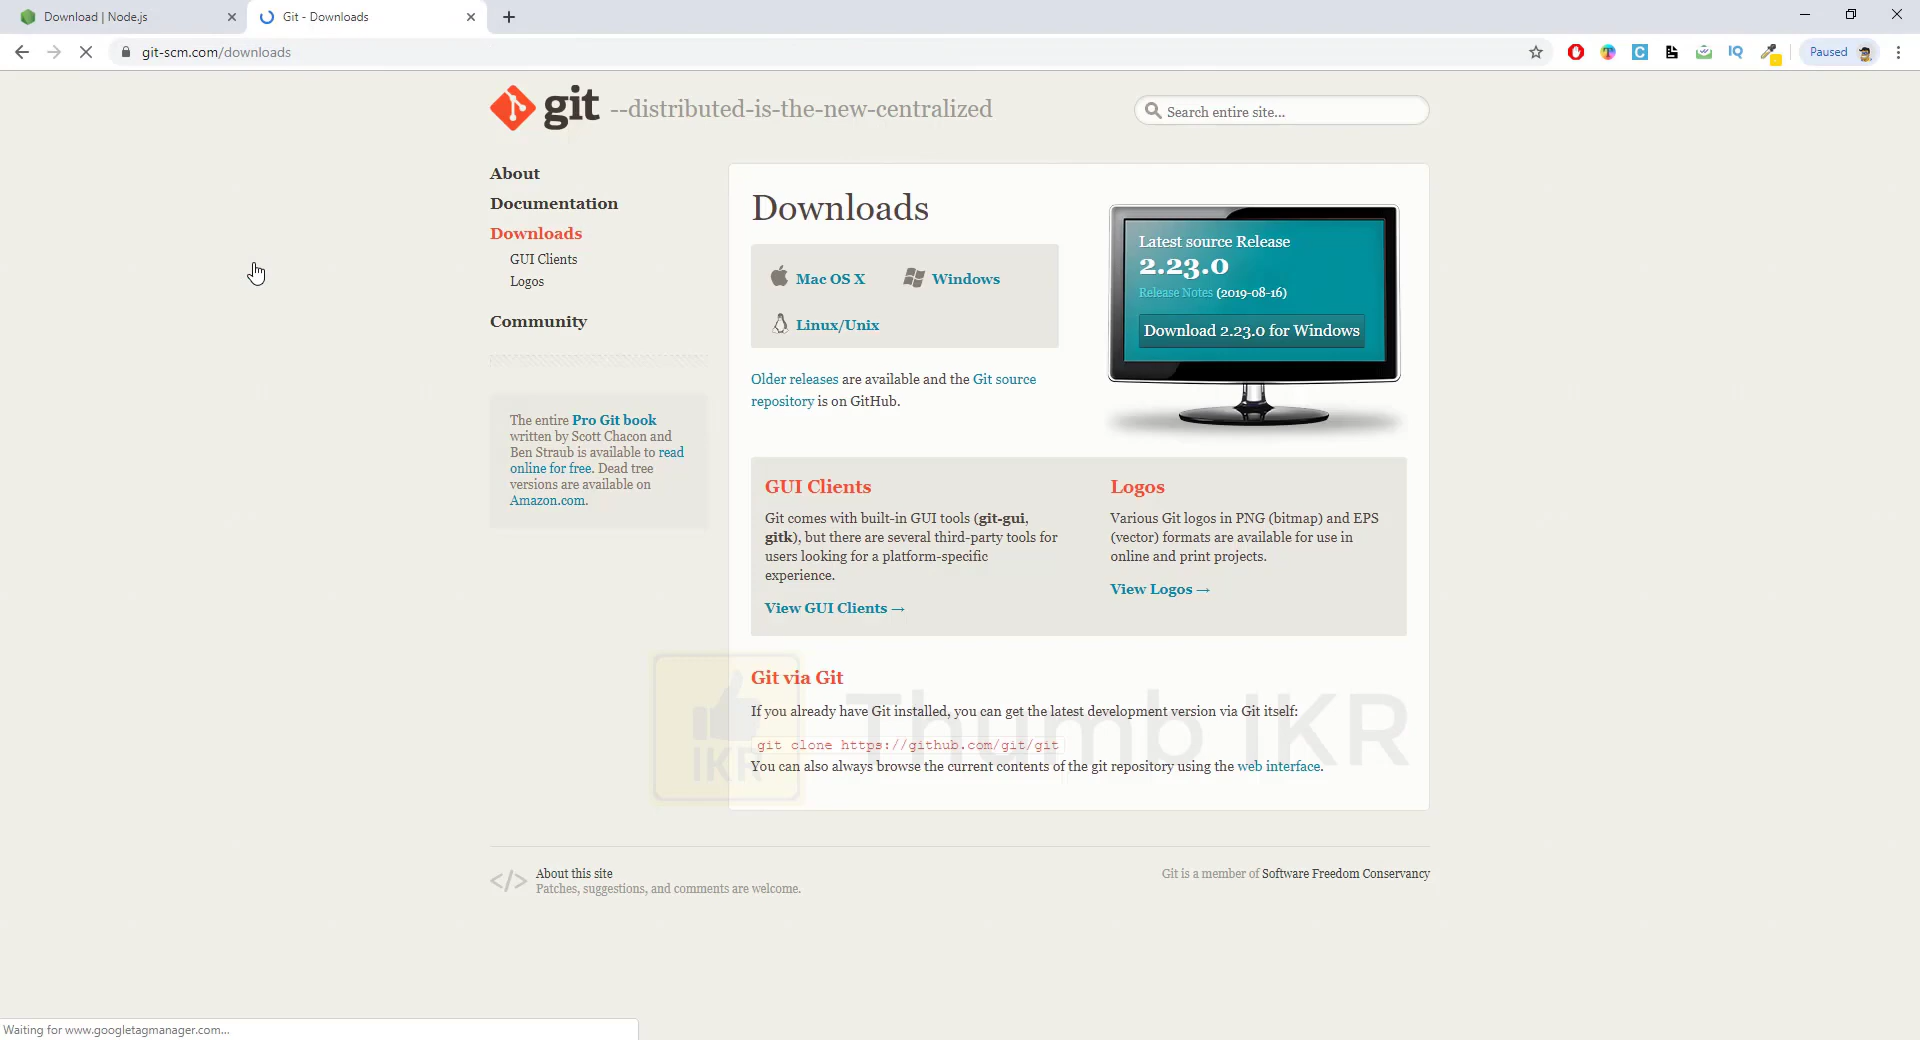 Download | Node.js
Git - Downloads
git-scm.com/downloads
Paused
git --distributed-is-the-new-centralized
Search entire site...
About
Documentation
Downloads
GUI Clients
Logos
Community
The entire Pro Git book
written by Scott Chacon and
Ben Straub is available to read
online for free. Dead tree
versions are available on
Amazon.com.
Downloads
Mac OS X
Windows
Linux/Unix
Older releases are available and the Git source
repository is on GitHub.
Latest source Release
2.23.0
Release Notes (2019-08-16)
Download 2.23.0 for Windows
GUI Clients
Git comes with built-in GUI tools (git-gui,
gitk), but there are several third-party tools for
users looking for a platform-specific
experience.
View GUI Clients →
Logos
Various Git logos in PNG (bitmap) and EPS
(vector) formats are available for use in
online and print projects.
View Logos →
Git via Git
If you already have Git installed, you can get the latest development version via Git itself:
git clone https://github.com/git/git
You can also always browse the current contents of the git repository using the web interface.
IKR
Thumb IKR
</> About this site
Patches, suggestions, and comments are welcome.
Git is a member of Software Freedom Conservancy
Waiting for www.googletagmanager.com...